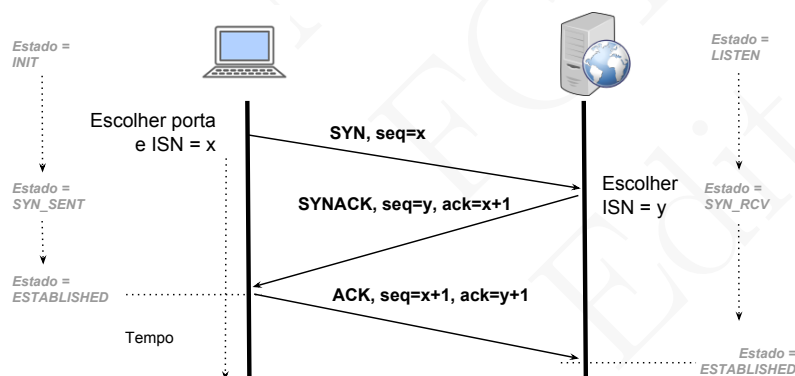 Estado =
INIT
Estado =
LISTEN
Escolher porta
e ISN = x
SYN, seq=x
Estado =
SYN_SENT
SYNACK, seq=y, ack=x+1
Escolher
ISN = y
Estado =
SYN_RCV
Estado =
ESTABLISHED
ACK, seq=x+1, ack=y+1
Tempo
Estado =
ESTABLISHED